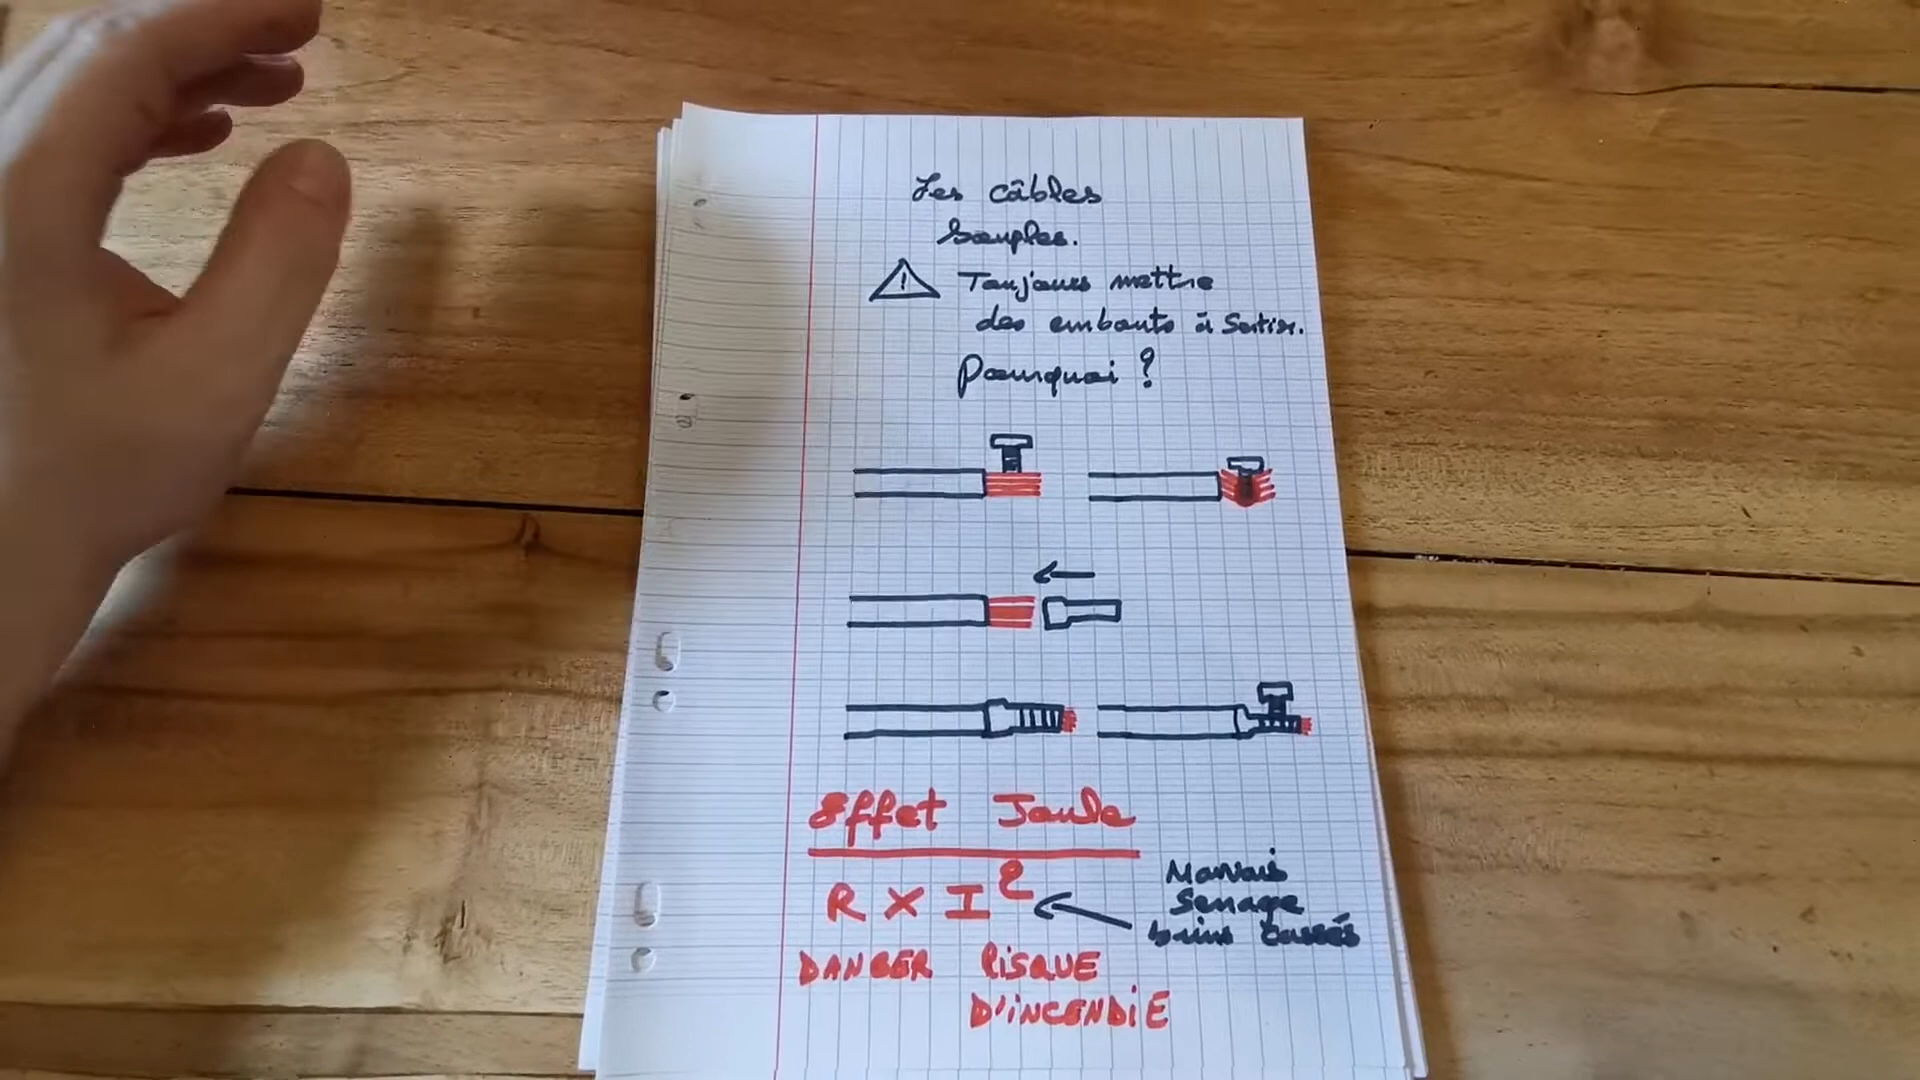 Les câbles
souples.
! Toujours mettre
des embouts à Sertir.
Pourquoi ?
Effet Joule
R X I²
Mauvais
Serrage
brins cassés
DANGER RISQUE
D'iNCENDiE